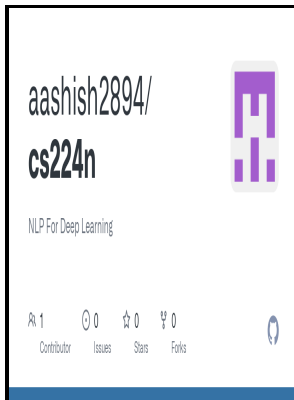 aashish2894/
cs224n
NLP For Deep Learning
1 0 0 0
Contributor Issues Stars Forks